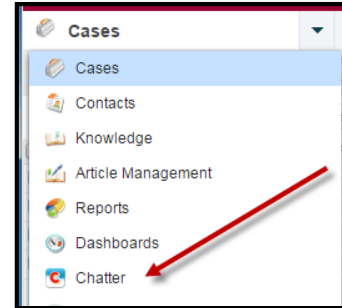 Cases
Cases
Contacts
Knowledge
Article Management
Reports
Dashboards
Chatter